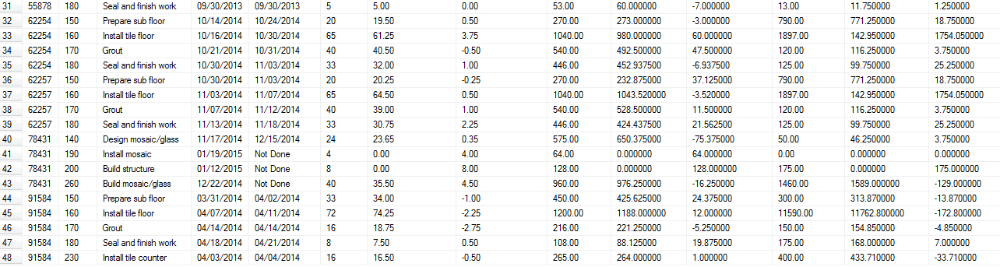 31 55878 180 Seal and finish work 09/30/2013 09/30/2013 5 5.00 0.00 53.00 60.000000 -7.000000 13.00 11.750000 1.250000
32 62254 150 Prepare sub floor 10/14/2014 10/24/2014 20 19.50 0.50 270.00 273.000000 -3.000000 790.00 771.250000 18.750000
33 62254 160 Install tile floor 10/16/2014 10/30/2014 65 61.25 3.75 1040.00 980.000000 60.000000 1897.00 142.950000 1754.050000
34 62254 170 Grout 10/21/2014 10/31/2014 40 40.50 -0.50 540.00 492.500000 47.500000 120.00 116.250000 3.750000
35 62254 180 Seal and finish work 10/30/2014 11/03/2014 33 32.00 1.00 446.00 452.937500 -6.937500 125.00 99.750000 25.250000
36 62257 150 Prepare sub floor 10/30/2014 11/03/2014 20 20.25 -0.25 270.00 232.875000 37.125000 790.00 771.250000 18.750000
37 62257 160 Install tile floor 11/03/2014 11/07/2014 65 64.50 0.50 1040.00 1043.520000 -3.520000 1897.00 142.950000 1754.050000
38 62257 170 Grout 11/07/2014 11/12/2014 40 39.00 1.00 540.00 528.500000 11.500000 120.00 116.250000 3.750000
39 62257 180 Seal and finish work 11/13/2014 11/18/2014 33 30.75 2.25 446.00 424.437500 21.562500 125.00 99.750000 25.250000
40 78431 140 Design mosaic/glass 11/17/2014 12/15/2014 24 23.65 0.35 575.00 650.375000 -75.375000 50.00 46.250000 3.750000
41 78431 190 Install mosaic 01/19/2015 Not Done 4 0.00 4.00 64.00 0.000000 64.000000 0.00 0.000000 0.000000
42 78431 200 Build structure 01/12/2015 Not Done 8 0.00 8.00 128.00 0.000000 128.000000 175.00 0.000000 175.000000
43 78431 260 Build mosaic/glass 12/22/2014 Not Done 40 35.50 4.50 960.00 976.250000 -16.250000 1460.00 1589.000000 -129.000000
44 91584 150 Prepare sub floor 03/31/2014 04/02/2014 33 34.00 -1.00 450.00 425.625000 24.375000 300.00 313.870000 -13.870000
45 91584 160 Install tile floor 04/07/2014 04/11/2014 72 74.25 -2.25 1200.00 1188.000000 12.000000 11590.00 11762.800000 -172.800000
46 91584 170 Grout 04/14/2014 04/14/2014 16 18.75 -2.75 216.00 221.250000 -5.250000 150.00 154.850000 -4.850000
47 91584 180 Seal and finish work 04/18/2014 04/21/2014 8 7.50 0.50 108.00 88.125000 19.875000 175.00 168.000000 7.000000
48 91584 230 Install tile counter 04/03/2014 04/04/2014 16 16.50 -0.50 265.00 264.000000 1.000000 400.00 433.710000 -33.710000